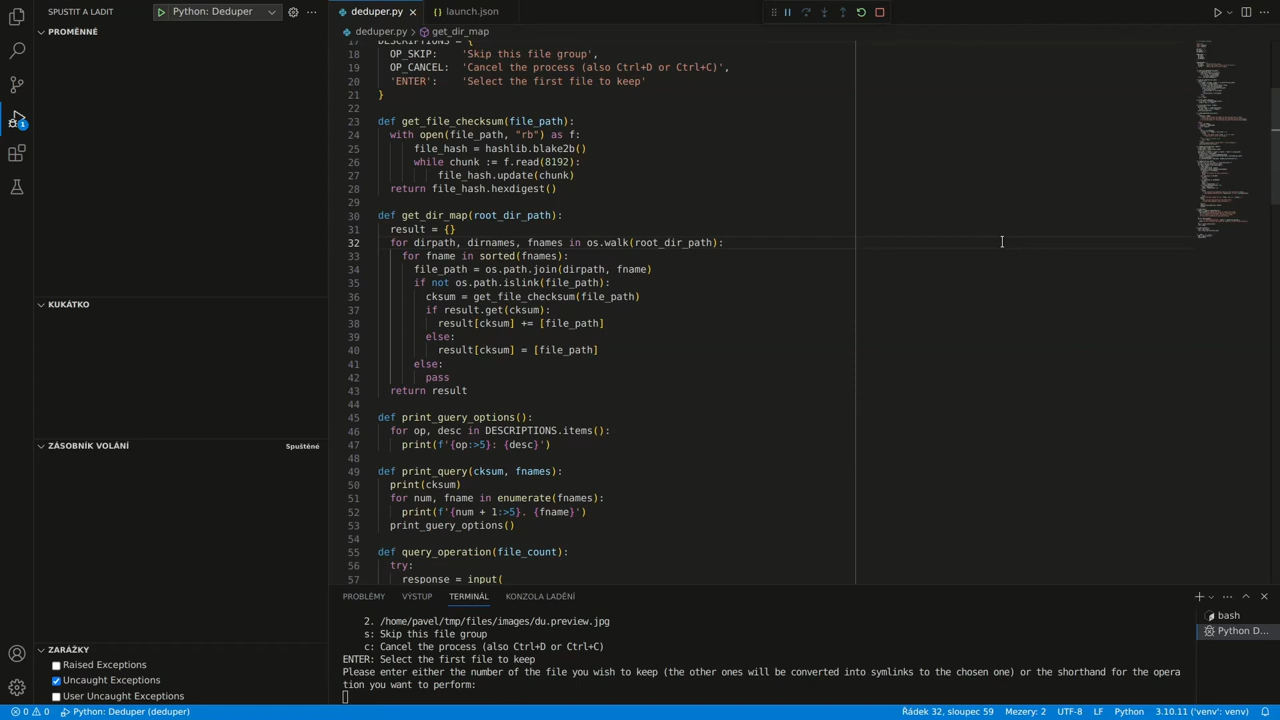 SPUSTIT A LADIT
Python: Deduper
deduper.py
launch.json
PROMĚNNÉ
deduper.py > get_dir_map
17 DESCRIPTIONS = {
18 OP_SKIP: 'Skip this file group',
19 OP_CANCEL: 'Cancel the process (also Ctrl+D or Ctrl+C)',
20 'ENTER': 'Select the first file to keep'
21 }
22
23 def get_file_checksum(file_path):
24 with open(file_path, "rb") as f:
25 file_hash = hashlib.blake2b()
26 while chunk := f.read(8192):
27 file_hash.update(chunk)
28 return file_hash.hexdigest()
29
30 def get_dir_map(root_dir_path):
31 result = {}
32 for dirpath, dirnames, fnames in os.walk(root_dir_path):
33 for fname in sorted(fnames):
34 file_path = os.path.join(dirpath, fname)
35 if not os.path.islink(file_path):
36 cksum = get_file_checksum(file_path)
37 if result.get(cksum):
38 result[cksum] += [file_path]
39 else:
40 result[cksum] = [file_path]
41 else:
42 pass
43 return result
44
45 def print_query_options():
46 for op, desc in DESCRIPTIONS.items():
47 print(f'{op:>5}: {desc}')
48
49 def print_query(cksum, fnames):
50 print(cksum)
51 for num, fname in enumerate(fnames):
52 print(f'{num + 1:>5}. {fname}')
53 print_query_options()
54
55 def query_operation(file_count):
56 try:
57 response = input(
KUKÁTKO
ZÁSOBNÍK VOLÁNÍ
Spuštěné
ZARÁŽKY
Raised Exceptions
Uncaught Exceptions
User Uncaught Exceptions
PROBLÉMY
VÝSTUP
TERMINÁL
KONZOLA LADĚNÍ
2. /home/pavel/tmp/files/images/du.preview.jpg
s: Skip this file group
c: Cancel the process (also Ctrl+D or Ctrl+C)
ENTER: Select the first file to keep
Please enter either the number of the file you wish to keep (the other ones will be converted into symlinks to the chosen one) or the shorthand for the opera
tion you want to perform:
bash
Python D...
1
0 0
Python: Deduper (deduper)
Řádek 32, sloupec 59
Mezery: 2
UTF-8
LF
Python
3.10.11 ('venv': venv)